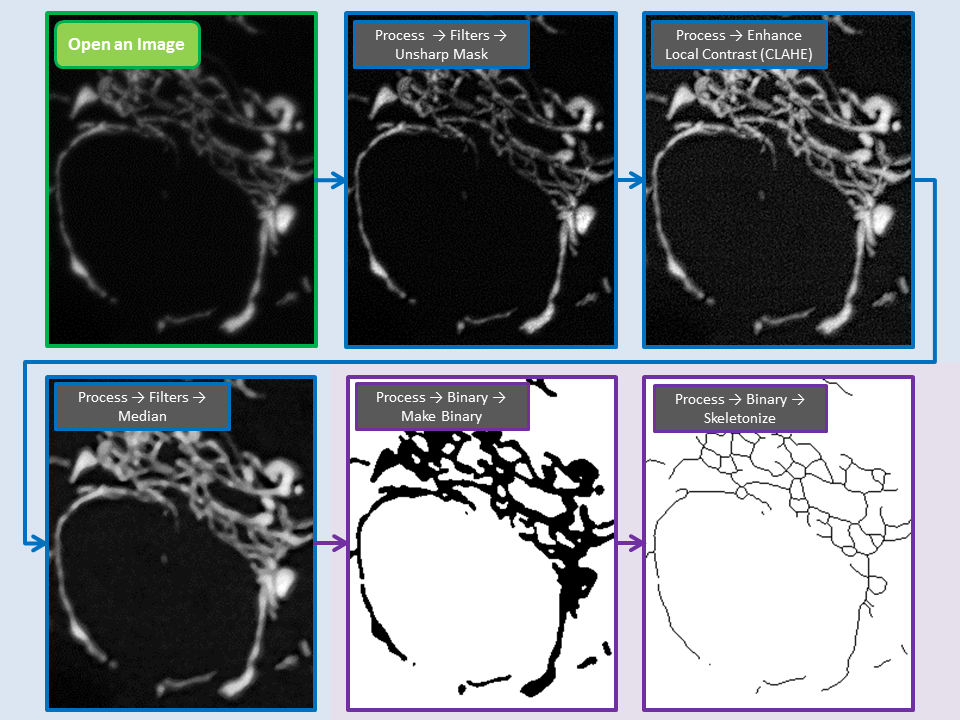 Open an Image
Process → Filters →
Unsharp Mask
Process → Enhance
Local Contrast (CLAHE)
Process → Filters →
Median
Process → Binary →
Make Binary
Process → Binary →
Skeletonize